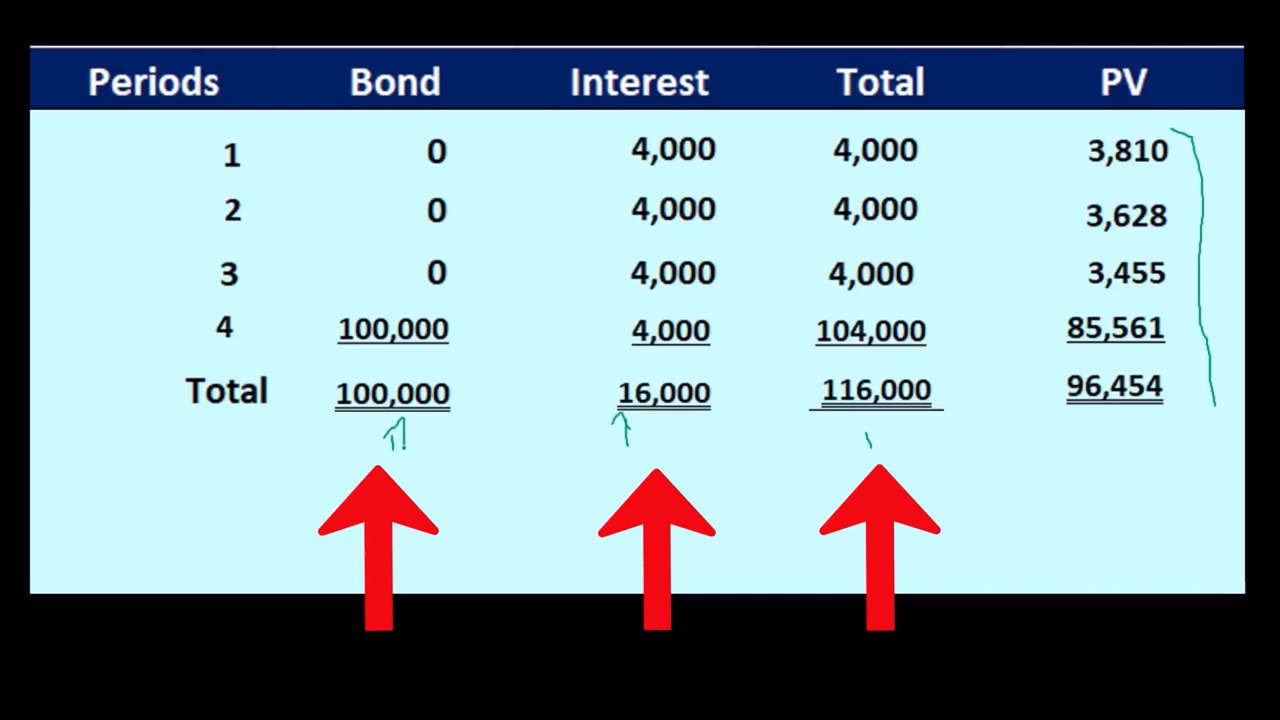 Periods Bond Interest Total PV
1 0 4,000 4,000 3,810
2 0 4,000 4,000 3,628
3 0 4,000 4,000 3,455
4 100,000 4,000 104,000 85,561
Total 100,000 16,000 116,000 96,454